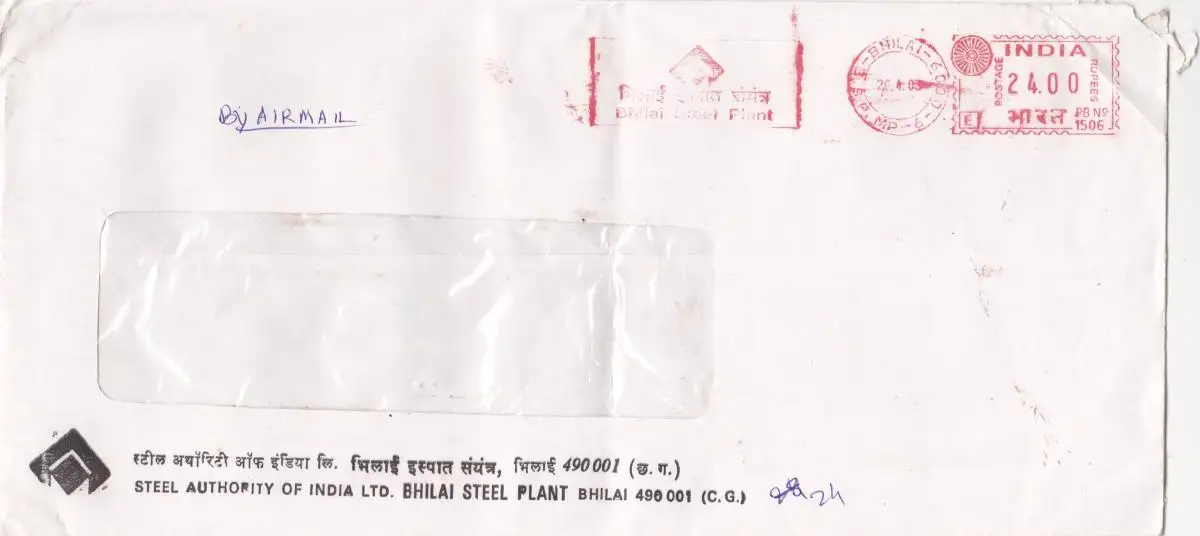 By AIRMAIL
भिलाई इस्पात संयंत्र
Bhilai Steel Plant
INDIA
POSTAGE
24.00
RUPEES
E
भारत
PB Nº
1506
स्टील अथॉरिटी ऑफ इंडिया लि. भिलाई इस्पात संयंत्र, भिलाई 490001 (छ. ग.)
STEEL AUTHORITY OF INDIA LTD. BHILAI STEEL PLANT BHILAI 490 001 (C.G.)